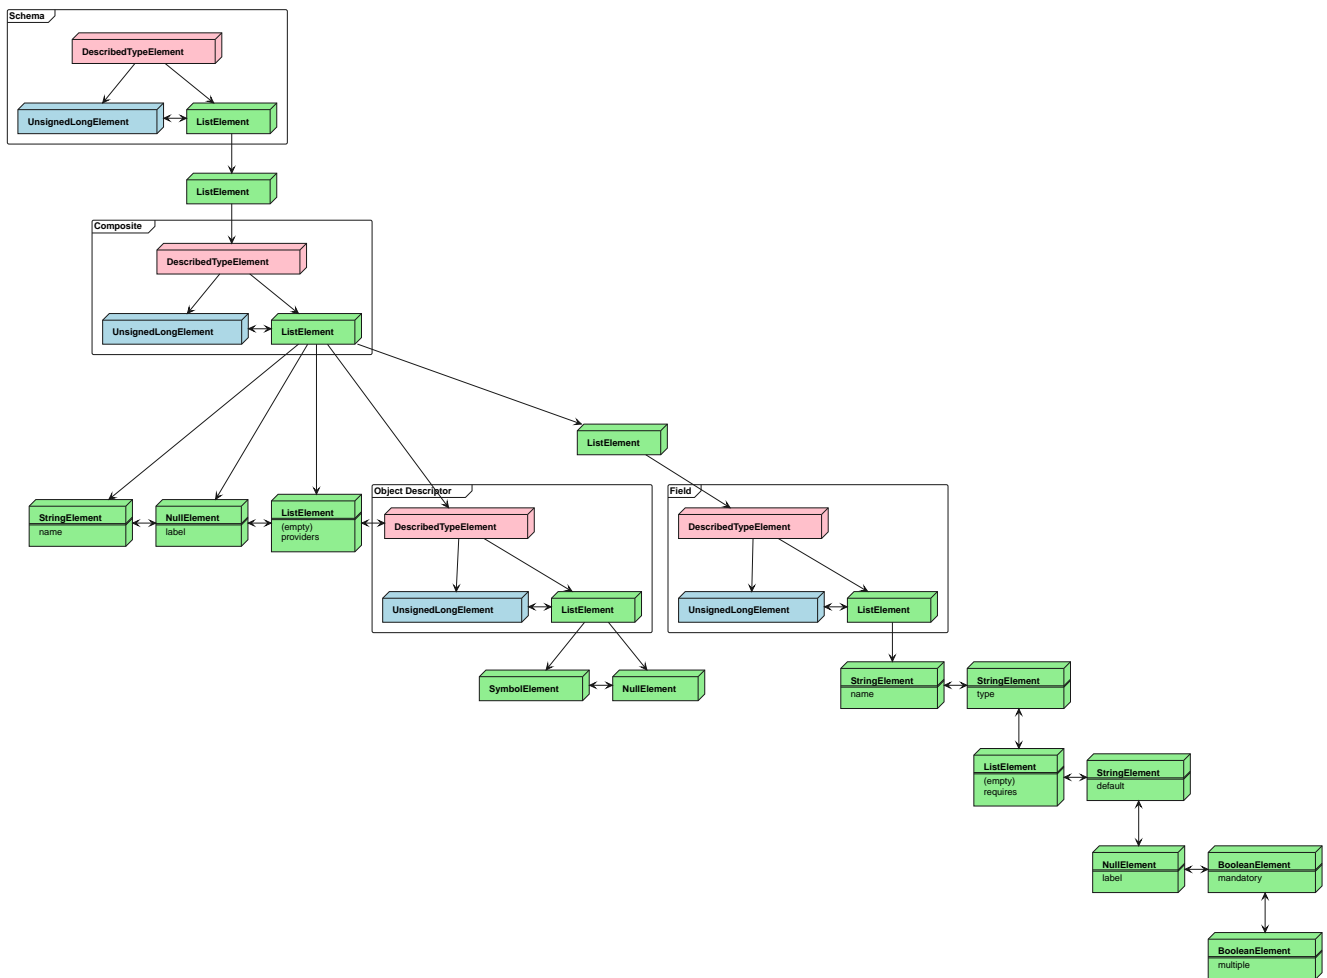 Schema
DescribedTypeElement
UnsignedLongElement
ListElement
ListElement
Composite
DescribedTypeElement
UnsignedLongElement
ListElement
ListElement
StringElement
name
NullElement
label
ListElement
(empty)
providers
Object Descriptor
DescribedTypeElement
UnsignedLongElement
ListElement
Field
DescribedTypeElement
UnsignedLongElement
ListElement
SymbolElement
NullElement
StringElement
name
StringElement
type
ListElement
(empty)
requires
StringElement
default
NullElement
label
BooleanElement
mandatory
BooleanElement
multiple